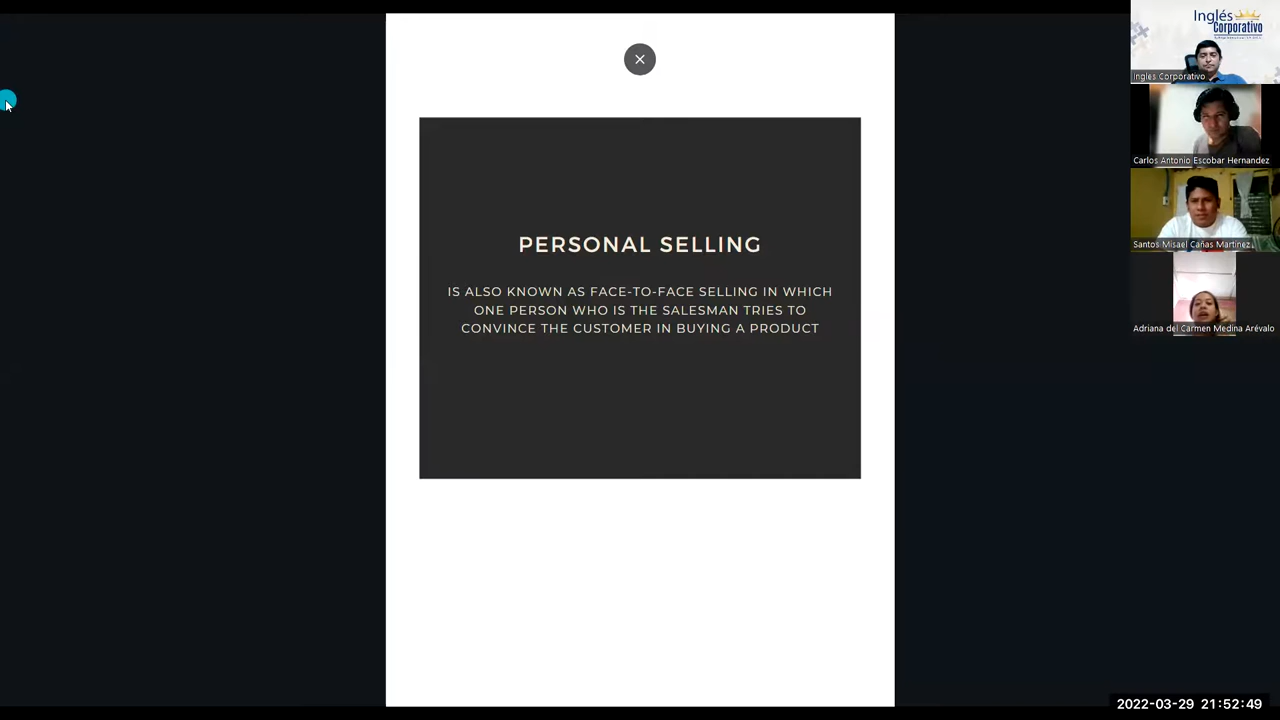 Inglés
Corporativo
Ingles Corporativo
Carlos Antonio Escobar Hernandez
Santos Misael Cañas Martinez
Adriana del Carmen Medina Arévalo
PERSONAL SELLING
IS ALSO KNOWN AS FACE-TO-FACE SELLING IN WHICH
ONE PERSON WHO IS THE SALESMAN TRIES TO
CONVINCE THE CUSTOMER IN BUYING A PRODUCT
2022-03-29 21:52:49